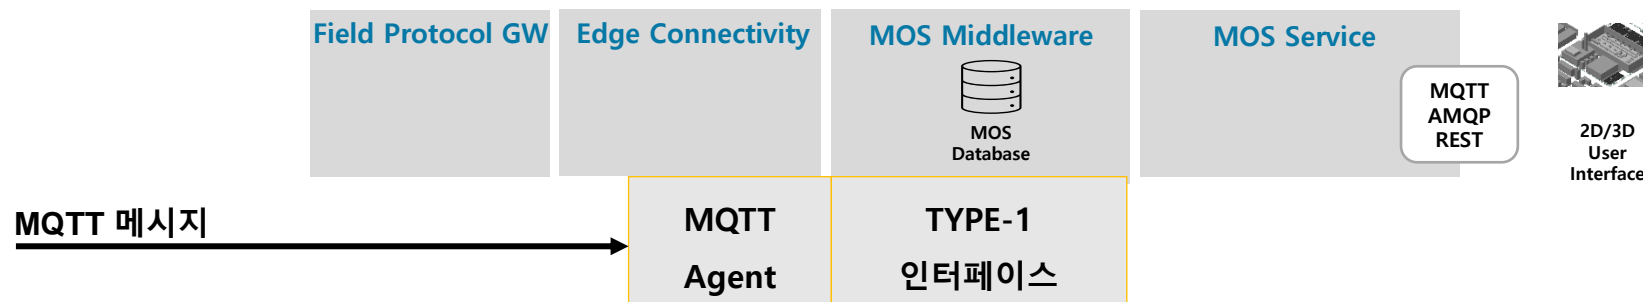 Field Protocol GW
Edge Connectivity
MOS Middleware
MOS Service
MOS
Database
MQTT
AMQP
REST
2D/3D
User
Interface
MQTT 메시지
MQTT
Agent
TYPE-1
인터페이스